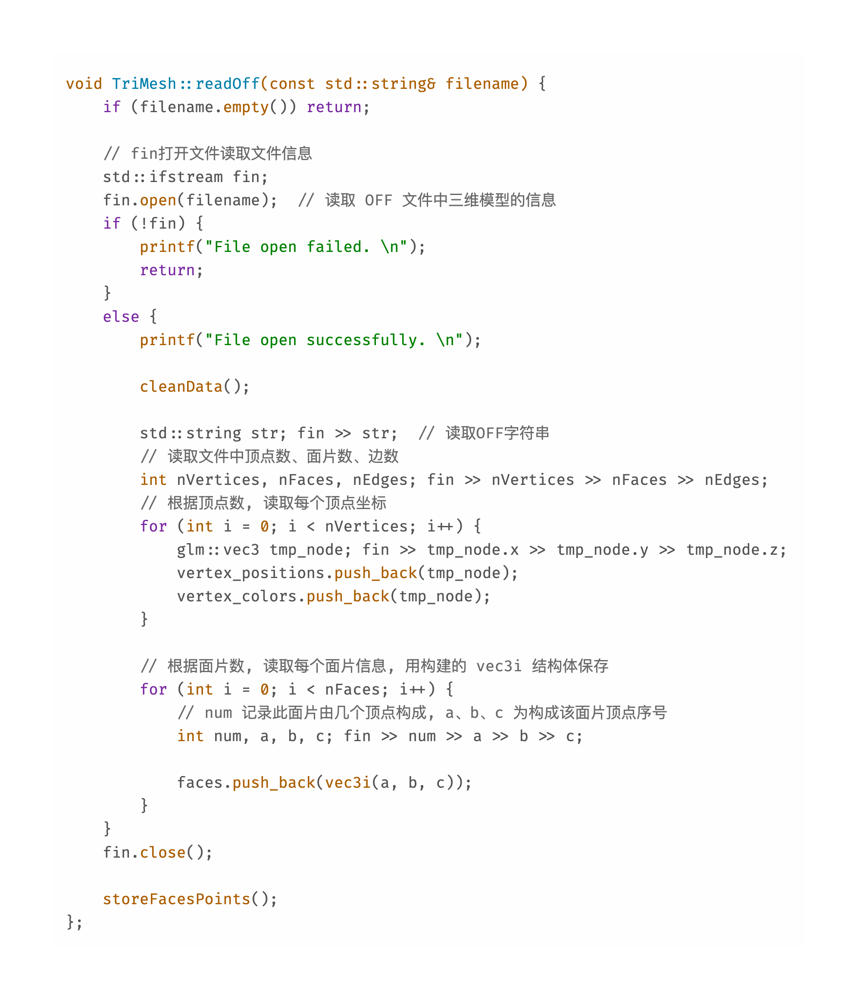 void TriMesh::readOff(const std::string& filename) {
    if (filename.empty()) return;

    // fin打开文件读取文件信息
    std::ifstream fin;
    fin.open(filename);  // 读取 OFF 文件中三维模型的信息
    if (!fin) {
        printf("File open failed. \n");
        return;
    }
    else {
        printf("File open successfully. \n");

        cleanData();

        std::string str; fin >> str;  // 读取OFF字符串
        // 读取文件中顶点数、面片数、边数
        int nVertices, nFaces, nEdges; fin >> nVertices >> nFaces >> nEdges;
        // 根据顶点数, 读取每个顶点坐标
        for (int i = 0; i < nVertices; i++) {
            glm::vec3 tmp_node; fin >> tmp_node.x >> tmp_node.y >> tmp_node.z;
            vertex_positions.push_back(tmp_node);
            vertex_colors.push_back(tmp_node);
        }

        // 根据面片数, 读取每个面片信息, 用构建的 vec3i 结构体保存
        for (int i = 0; i < nFaces; i++) {
            // num 记录此面片由几个顶点构成, a、b、c 为构成该面片顶点序号
            int num, a, b, c; fin >> num >> a >> b >> c;

            faces.push_back(vec3i(a, b, c));
        }
    }
    fin.close();

    storeFacesPoints();
};